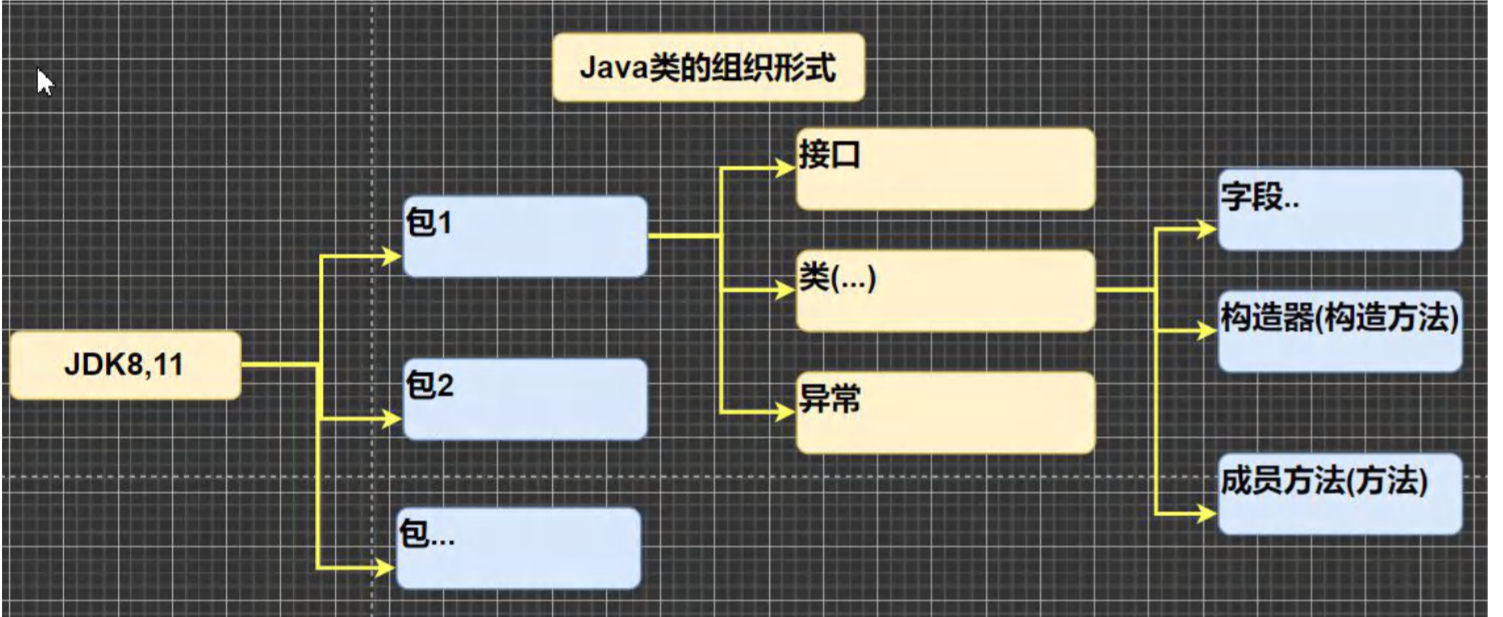 Java类的组织形式
JDK8,11
包1
包2
包...
接口
类(...)
异常
字段..
构造器(构造方法)
成员方法(方法)